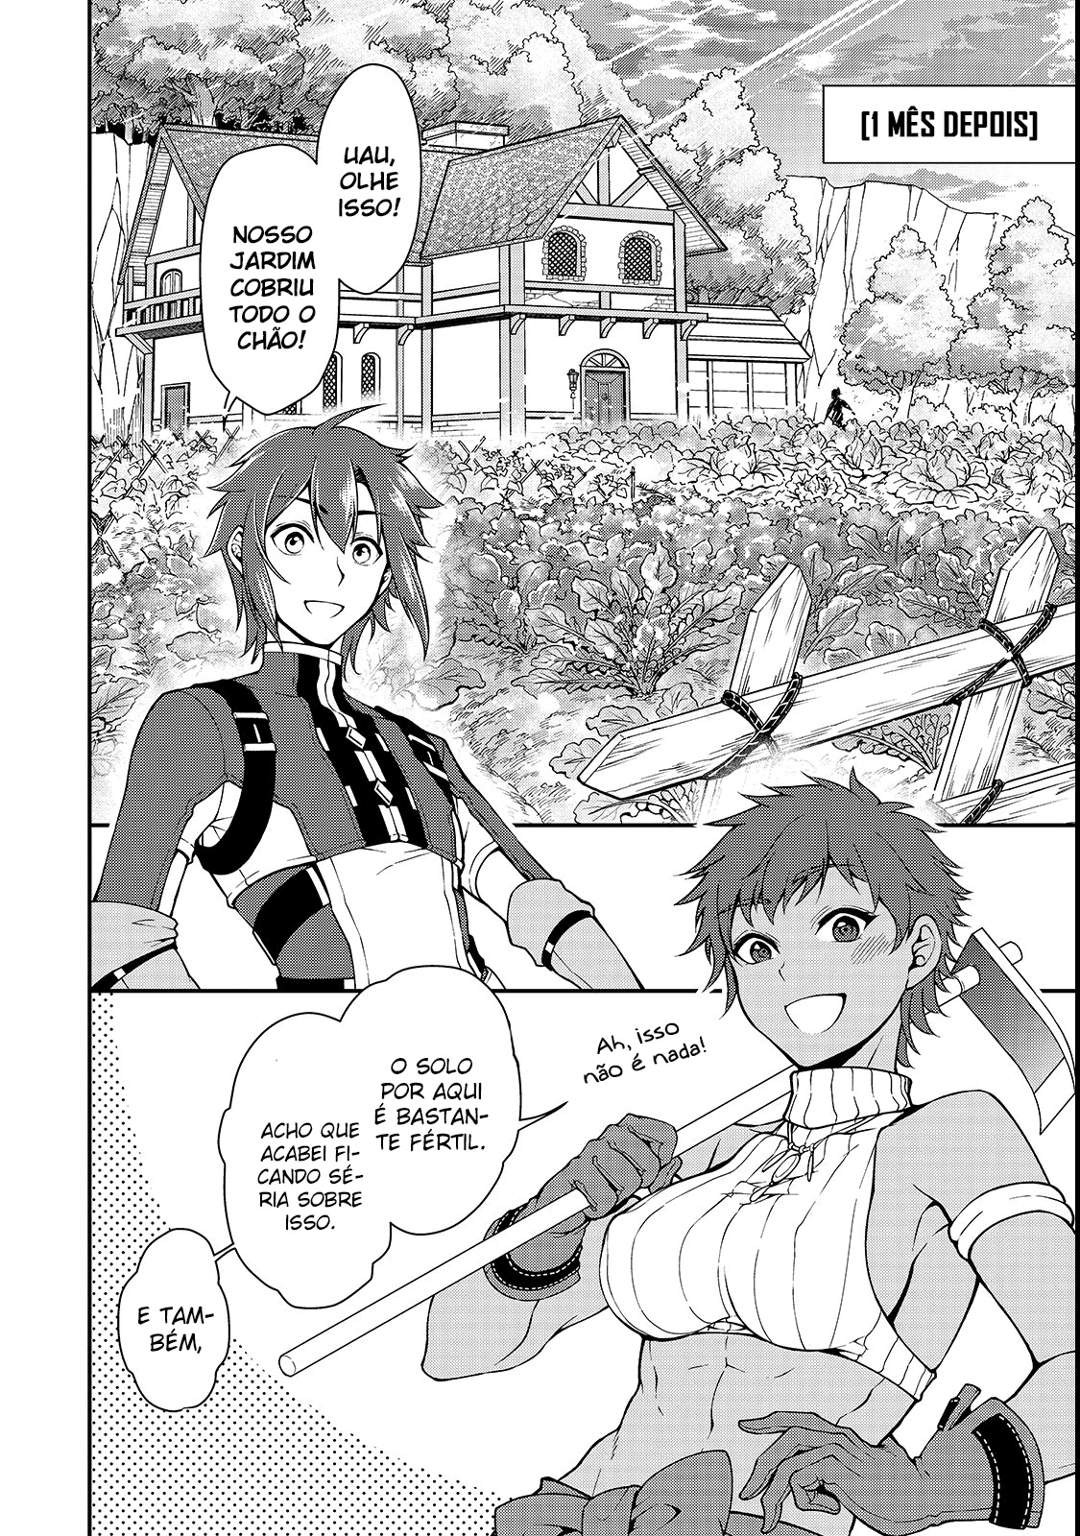 [1 MÊS DEPOIS]
UAU,
OLHE
ISSO!
NOSSO
JARDIM
COBRIU
TODO O
CHÃO!
Ah, isso
não é nada!
O SOLO
POR AQUI
É BASTAN-
TE FÉRTIL.
ACHO QUE
ACABEI FI-
CANDO SÉ-
RIA SOBRE
ISSO.
E TAM-
BÉM,